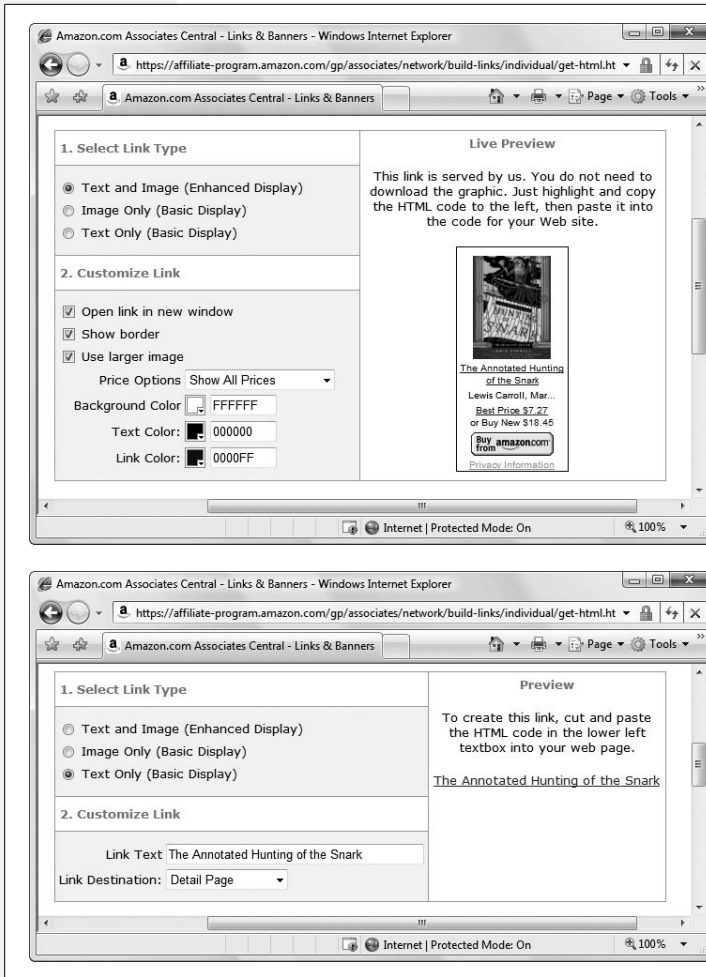 Amazon.com Associates Central - Links & Banners - Windows Internet Explorer
https://affiliate-program.amazon.com/gp/associates/network/build-links/individual/get-html.ht
Amazon.com Associates Central - Links & Banners
Page
Tools
1. Select Link Type
Text and Image (Enhanced Display)
Image Only (Basic Display)
Text Only (Basic Display)
2. Customize Link
Open link in new window
Show border
Use larger image
Price Options Show All Prices
Background Color FFFFFF
Text Color: 000000
Link Color: 0000FF
Live Preview
This link is served by us. You do not need to
download the graphic. Just highlight and copy
the HTML code to the left, then paste it into
the code for your Web site.
HUNTING
SNARK
The Annotated Hunting
of the Snark
Lewis Carroll, Mar...
Best Price $7.27
or Buy New $18.45
Buy
from amazon.com
Privacy Information
Internet | Protected Mode: On
100%
Amazon.com Associates Central - Links & Banners - Windows Internet Explorer
https://affiliate-program.amazon.com/gp/associates/network/build-links/individual/get-html.ht
Amazon.com Associates Central - Links & Banners
Page
Tools
1. Select Link Type
Text and Image (Enhanced Display)
Image Only (Basic Display)
Text Only (Basic Display)
2. Customize Link
Link Text The Annotated Hunting of the Snark
Link Destination: Detail Page
Preview
To create this link, cut and paste
the HTML code in the lower left
textbox into your web page.
The Annotated Hunting of the Snark
Internet | Protected Mode: On
100%